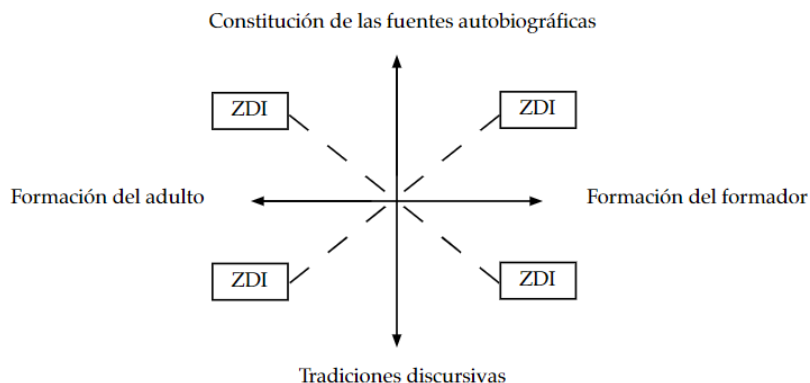 Constitución de las fuentes autobiográficas
ZDI
ZDI
Formación del adulto
Formación del formador
ZDI
ZDI
Tradiciones discursivas